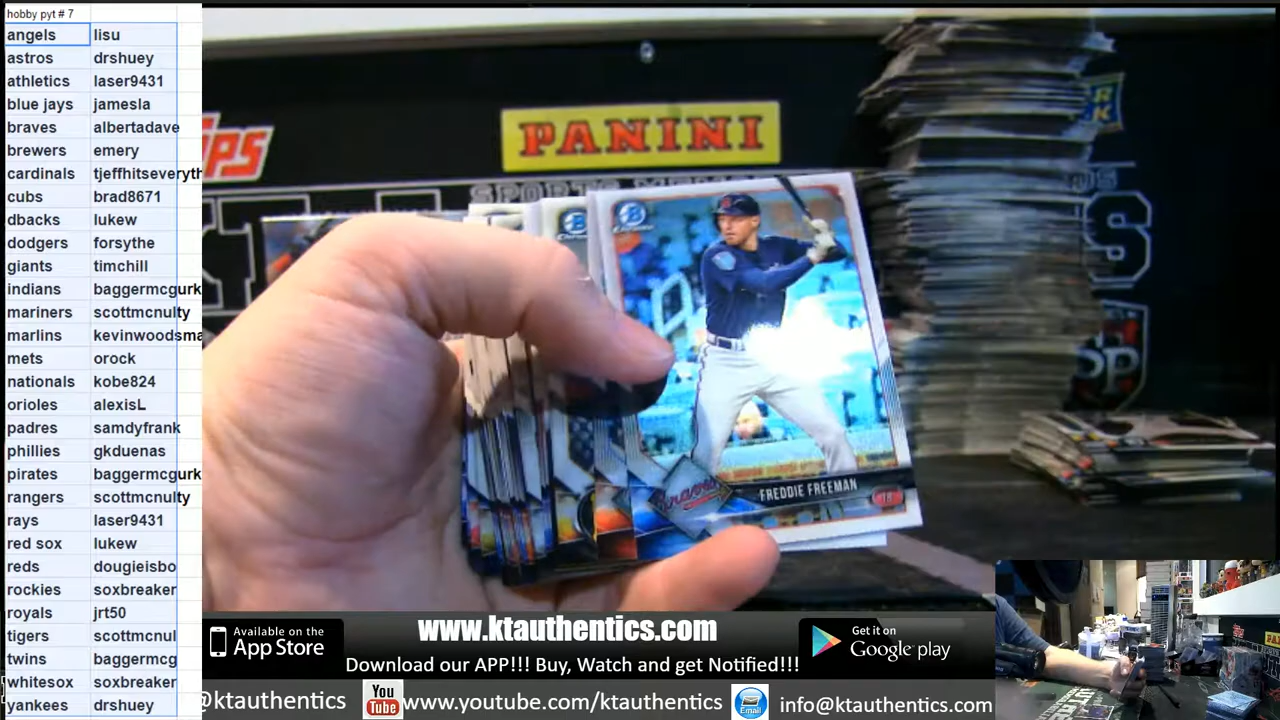 hobby pyt # 7
angels lisu
astros drshuey
athletics laser9431
blue jays jamesla
braves albertadave
brewers emery
cardinals tjeffhitseveryth
cubs brad8671
dbacks lukew
dodgers forsythe
giants timchill
indians baggermcgurk
mariners scottmcnulty
marlins kevinwoodsma
mets orock
nationals kobe824
orioles alexisL
padres samdyfrank
phillies gkduenas
pirates baggermcgurk
rangers scottmcnulty
rays laser9431
red sox lukew
reds dougieisbo
rockies soxbreaker
royals jrt50
tigers scottmcnul
twins baggermcg
whitesox soxbreaker
yankees drshuey
PANINI
SPORTS
Braves
FREDDIE FREEMAN
Available on the
App Store
www.ktauthentics.com
Download our APP!!! Buy, Watch and get Notified!!!
Get it on
Google play
@ktauthentics
You
Tube
www.youtube.com/ktauthentics
Email
info@ktauthentics.com